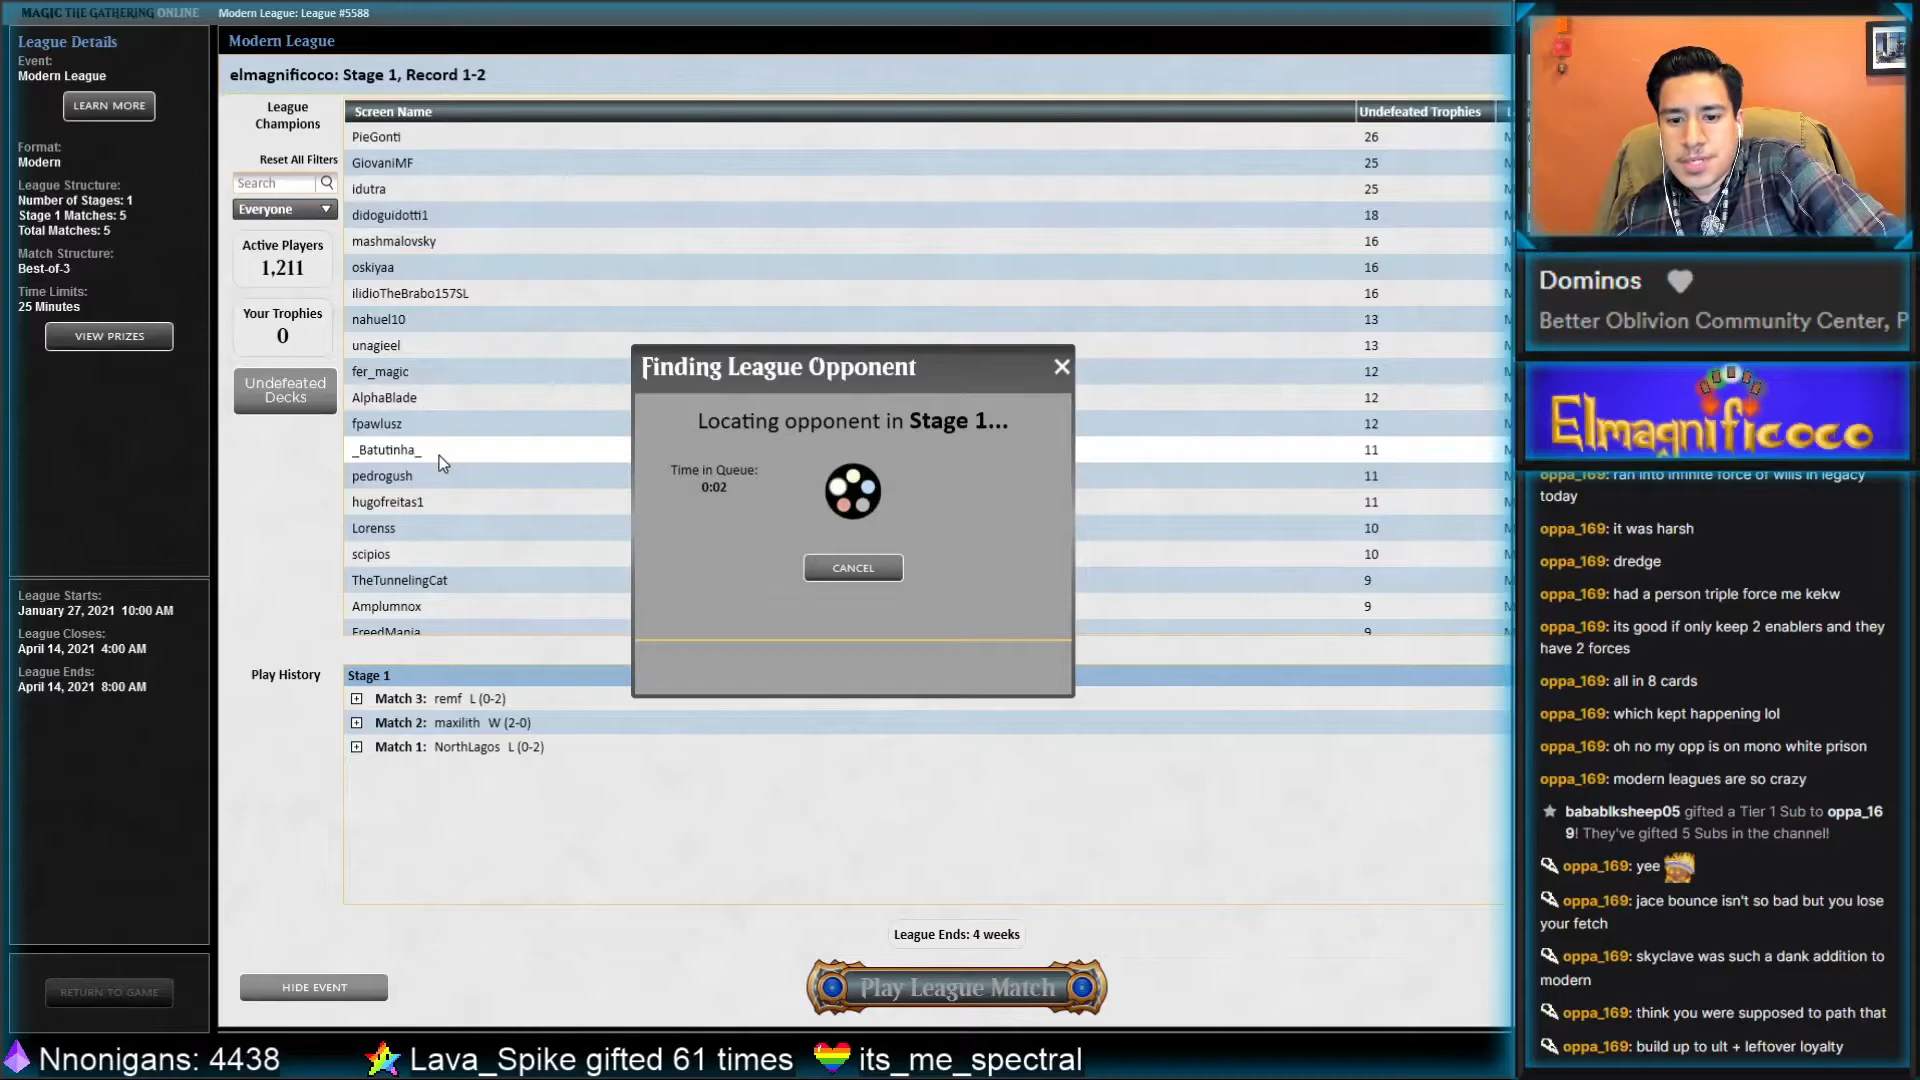 MAGIC THE GATHERING ONLINE
Modern League: League #5588
League Details
Event:
Modern League
LEARN MORE
Format:
Modern
League Structure:
Number of Stages: 1
Stage 1 Matches: 5
Total Matches: 5
Match Structure:
Best-of-3
Time Limits:
25 Minutes
VIEW PRIZES
League Starts:
January 27, 2021 10:00 AM
League Closes:
April 14, 2021 4:00 AM
League Ends:
April 14, 2021 8:00 AM
RETURN TO GAME
Modern League
elmagnificoco: Stage 1, Record 1-2
League
Champions
Reset All Filters
Search
Everyone
Active Players
1,211
Your Trophies
0
Undefeated
Decks
Screen Name Undefeated Trophies
PieGonti 26
GiovaniMF 25
idutra 25
didoguidotti1 18
mashmalovsky 16
oskiyaa 16
ilidioTheBrabo157SL 16
nahuel10 13
unagieel 13
fer_magic 12
AlphaBlade 12
fpawlusz 12
_Batutinha_ 11
pedrogush 11
hugofreitas1 11
Lorenss 10
scipios 10
TheTunnelingCat 9
Amplumnox 9
FreedMania 9
Finding League Opponent
Locating opponent in Stage 1...
Time in Queue:
0:02
CANCEL
Play History
Stage 1
Match 3: remf L (0-2)
Match 2: maxilith W (2-0)
Match 1: NorthLagos L (0-2)
League Ends: 4 weeks
HIDE EVENT
Play League Match
Dominos
Better Oblivion Community Center, P
Elmagnificoco
ran into infinite force of wills in legacy
today
oppa_169: it was harsh
oppa_169: dredge
oppa_169: had a person triple force me kekw
oppa_169: its good if only keep 2 enablers and they
have 2 forces
oppa_169: all in 8 cards
oppa_169: which kept happening lol
oppa_169: oh no my opp is on mono white prison
oppa_169: modern leagues are so crazy
bababblksheep05 gifted a Tier 1 Sub to oppa_16
9! They've gifted 5 Subs in the channel!
oppa_169: yee
oppa_169: jace bounce isn't so bad but you lose
your fetch
oppa_169: skyclave was such a dank addition to
modern
oppa_169: think you were supposed to path that
oppa_169: build up to ult + leftover loyalty
Nnonigans: 4438
Lava_Spike gifted 61 times
its_me_spectral